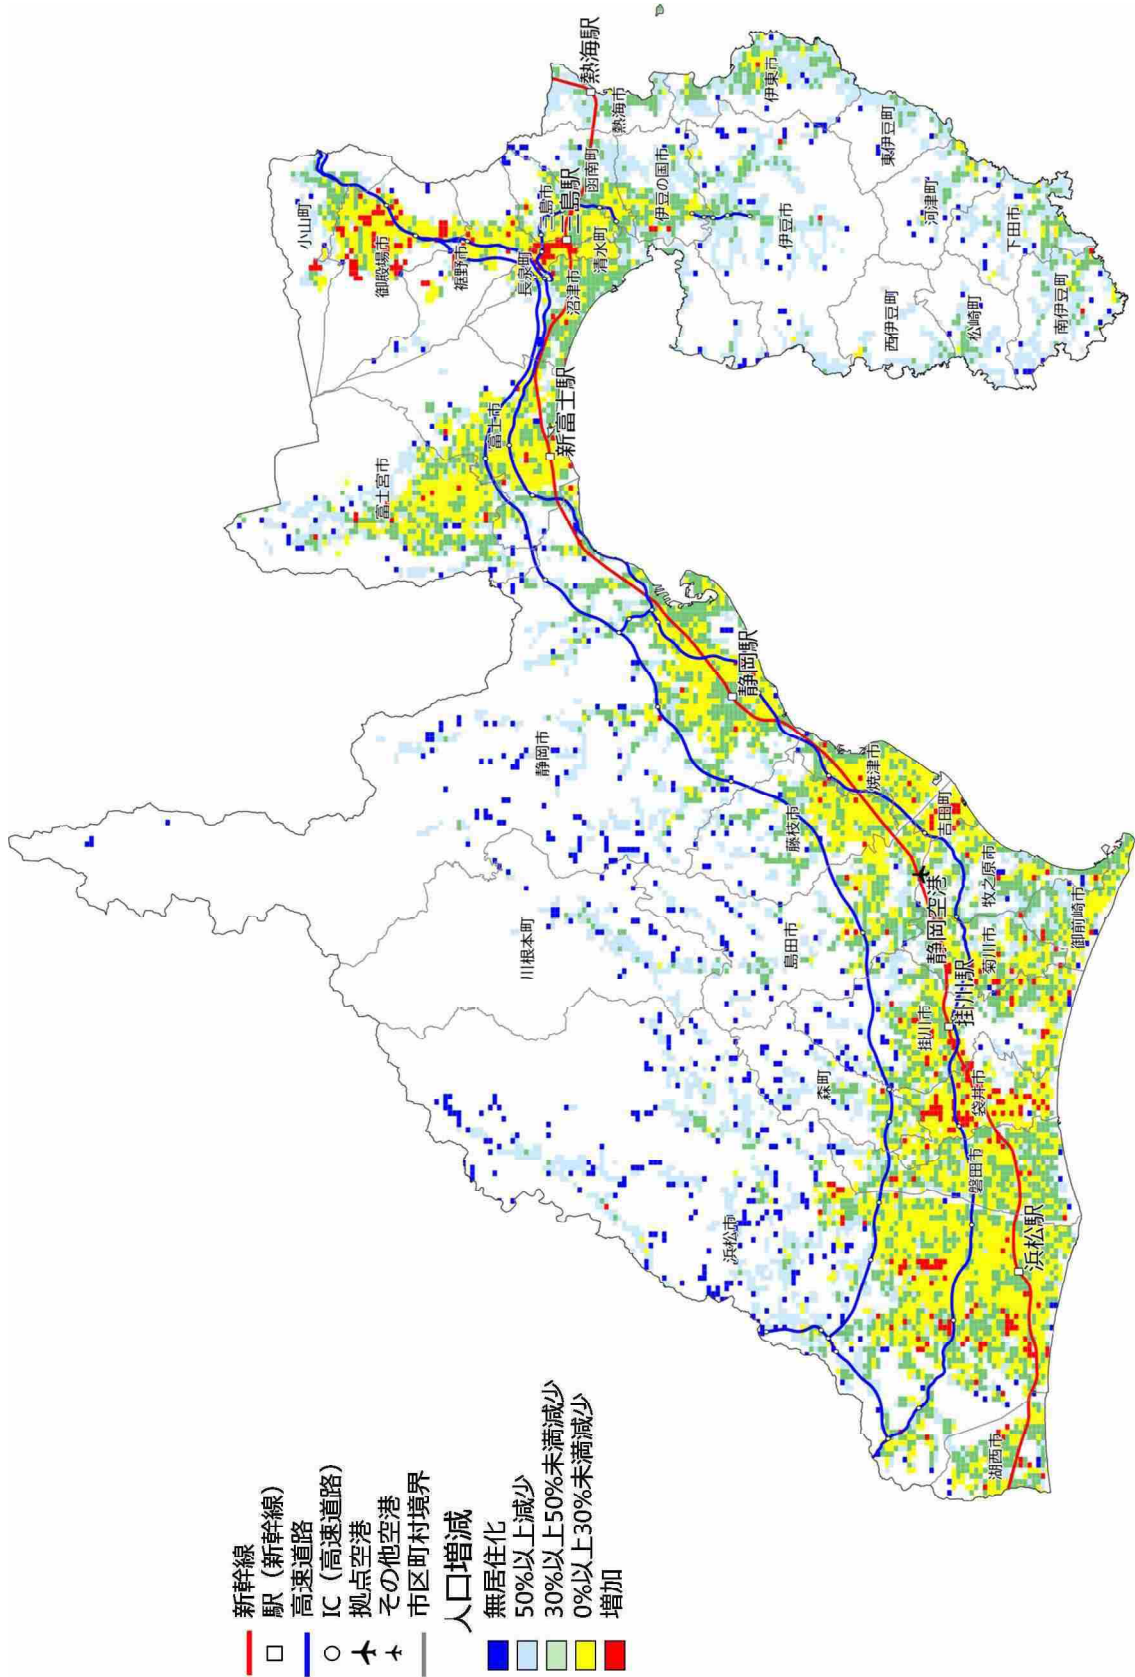 新幹線
駅（新幹線）
高速道路
IC（高速道路）
拠点空港
その他空港
市区町村境界
人口増減
無居住化
50%以上減少
30%以上50%未満減少
0%以上30%未満減少
増加
小山町
御殿場市
裾野市
長泉町
三島市
三島駅
函南町
熱海駅
熱海市
沼津市
清水町
伊豆の国市
伊東市
伊豆市
東伊豆町
河津町
西伊豆町
松崎町
下田市
南伊豆町
富士宮市
富士市
新富士駅
静岡市
静岡駅
川根本町
藤枝市
焼津市
島田市
吉田町
静岡空港
牧之原市
菊川市
御前崎市
掛川市
掛川駅
森町
袋井市
磐田市
浜松市
浜松駅
湖西市